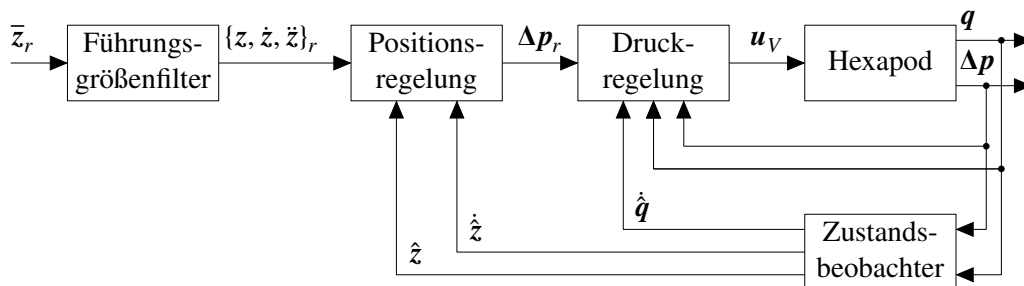 z̅_r
Führungs-
größenfilter
{z, ż, z̈}_r
Positions-
regelung
Δp_r
Druck-
regelung
u_V
Hexapod
q
Δp
q̂̇
ẑ̇
ẑ
Zustands-
beobachter